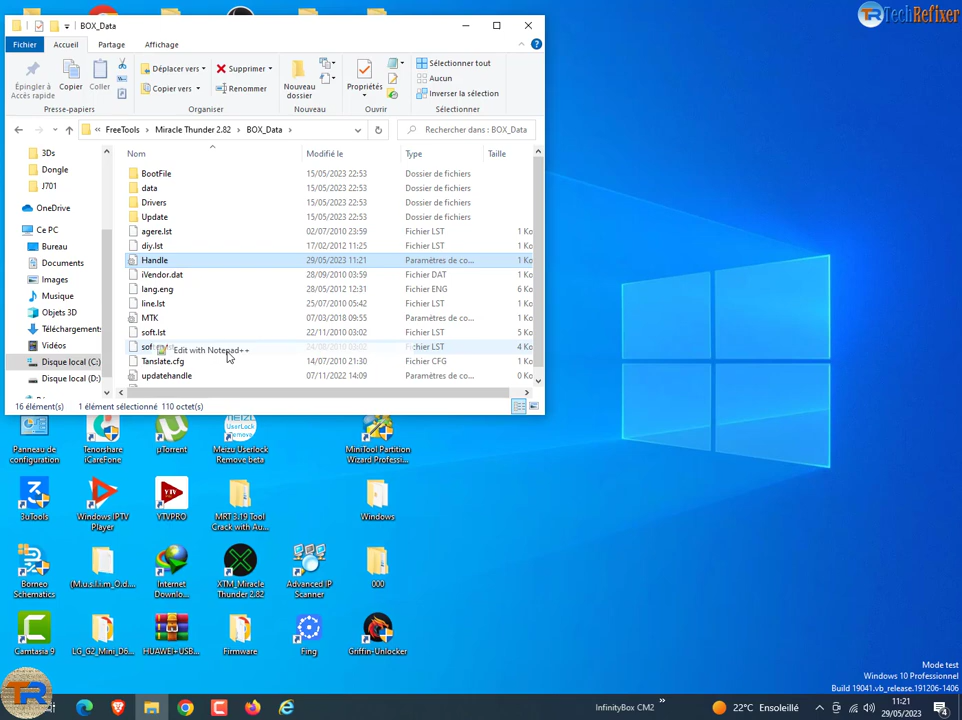 BOX_Data
TR TechRefixer
Fichier
Accueil
Partage
Affichage
Épingler à
Accès rapide
Copier
Coller
Déplacer vers
Copier vers
Supprimer
Renommer
Nouveau
dossier
Propriétés
Sélectionner tout
Aucun
Inverser la sélection
Presse-papiers
Organiser
Nouveau
Ouvrir
Sélectionner
« FreeTools > Miracle Thunder 2.82 > BOX_Data >
Rechercher dans : BOX_Data
3Ds
Dongle
J701
OneDrive
Ce PC
Bureau
Documents
Images
Musique
Objets 3D
Téléchargements
Vidéos
Disque local (C:)
Disque local (D:)
Nom Modifié le Type Taille
BootFile 15/05/2023 22:53 Dossier de fichiers
data 15/05/2023 22:53 Dossier de fichiers
Drivers 15/05/2023 22:53 Dossier de fichiers
Update 15/05/2023 22:53 Dossier de fichiers
agere.lst 02/07/2010 23:59 Fichier LST 1 Ko
diy.lst 17/02/2012 11:25 Fichier LST 1 Ko
Handle 29/05/2023 11:21 Paramètres de co... 1 Ko
iVendor.dat 28/09/2010 03:59 Fichier DAT 1 Ko
lang.eng 28/05/2012 12:31 Fichier ENG 6 Ko
line.lst 25/07/2010 05:42 Fichier LST 1 Ko
MTK 07/03/2018 09:55 Paramètres de co... 1 Ko
soft.lst 22/11/2010 03:02 Fichier LST 5 Ko
24/08/2010 03:02 Fichier LST 4 Ko
Edit with Notepad++
Tanslate.cfg 14/07/2010 21:30 Fichier CFG 1 Ko
updatehandle 07/11/2022 14:09 Paramètres de co... 0 Ko
16 élément(s) 1 élément sélectionné 110 octet(s)
Panneau de
configuration
Tenorshare
iCareFone
µTorrent
Meizu Userlock
Remove beta
MiniTool Partition
Wizard Professi...
3uTools
Windows IPTV
Player
VTV
VTVPRO
MRT 3.19 Tool
Crack with Au...
Windows
Borneo
Schematics
(M.u.s.l.i.m_O.d...
Internet
Downlo...
XTM_Miracle
Thunder 2.82
Advanced IP
Scanner
000
Camtasia 9
LG_G2_Mini_D6...
HUAWEI+USB...
Firmware
Fing
Griffin-Unlocker
Mode test
Windows 10 Professionnel
Build 19041.vb_release.191206-1406
TR
InfinityBox CM2
»
22°C Ensoleillé
11:21
29/05/2023
4